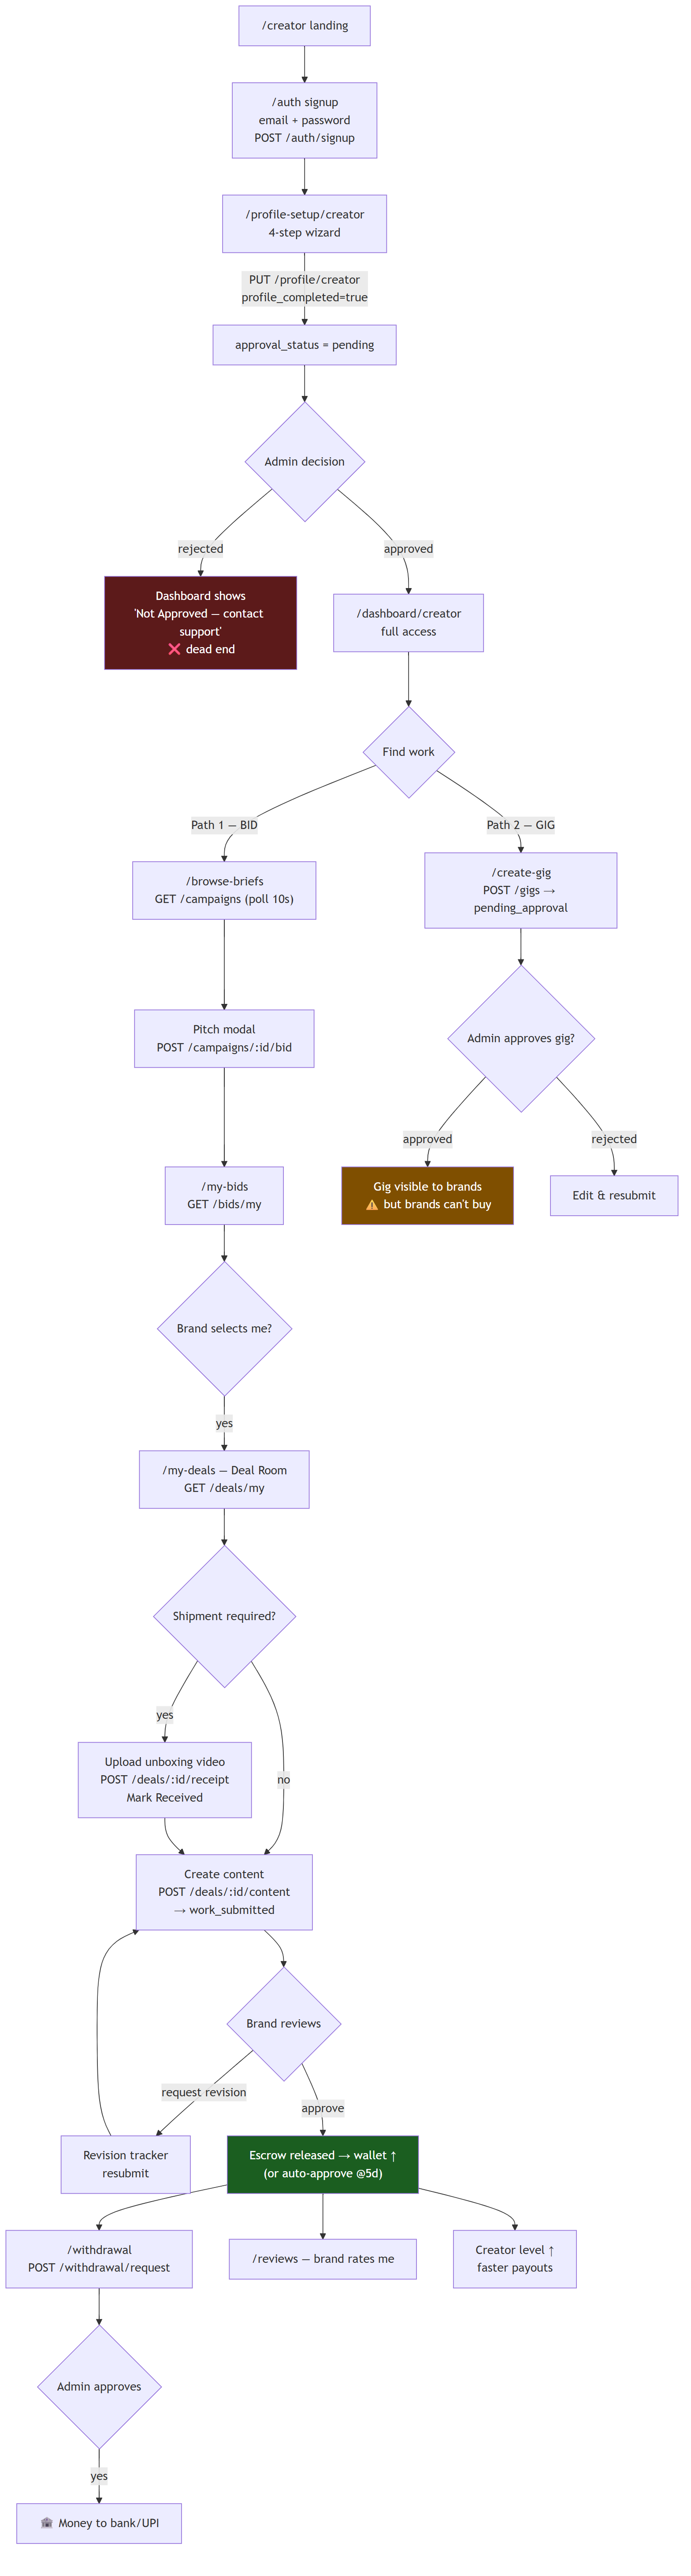 /creator landing
/auth signup
email + password
POST /auth/signup
/profile-setup/creator
4-step wizard
PUT /profile/creator
profile_completed=true
approval_status = pending
Admin decision
rejected
approved
Dashboard shows
'Not Approved — contact
support'
❌ dead end
/dashboard/creator
full access
Find work
Path 1 — BID
Path 2 — GIG
/browse-briefs
GET /campaigns (poll 10s)
/create-gig
POST /gigs →
pending_approval
Pitch modal
POST /campaigns/:id/bid
Admin approves gig?
approved
rejected
/my-bids
GET /bids/my
Gig visible to brands
⚠️ but brands can't buy
Edit & resubmit
Brand selects me?
yes
/my-deals — Deal Room
GET /deals/my
Shipment required?
yes
Upload unboxing video
POST /deals/:id/receipt
Mark Received
no
Create content
POST /deals/:id/content
→ work_submitted
Brand reviews
request revision
approve
Revision tracker
resubmit
Escrow released → wallet ↑
(or auto-approve @5d)
/withdrawal
POST /withdrawal/request
/reviews — brand rates me
Creator level ↑
faster payouts
Admin approves
yes
🏦 Money to bank/UPI